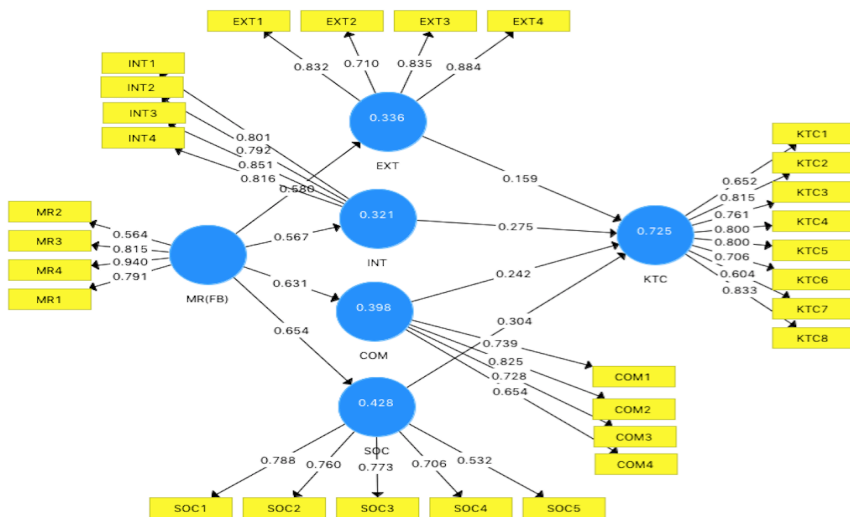 EXT1 EXT2 EXT3 EXT4
0.832 0.710 0.835 0.884
INT1
INT2
INT3
INT4
0.801
0.792
0.851
0.816
0.336
EXT
0.580
0.159
MR2
MR3
MR4
MR1
0.564
0.815
0.940
0.791
MR(FB)
0.567
0.321
INT
0.275
0.631
0.398
COM
0.242
0.654
0.428
SOC
0.304
0.725
KTC
0.652
0.815
0.761
0.800
0.800
0.706
0.604
0.833
KTC1
KTC2
KTC3
KTC4
KTC5
KTC6
KTC7
KTC8
0.739
0.825
0.728
0.654
COM1
COM2
COM3
COM4
0.788 0.760 0.773 0.706 0.532
SOC1 SOC2 SOC3 SOC4 SOC5